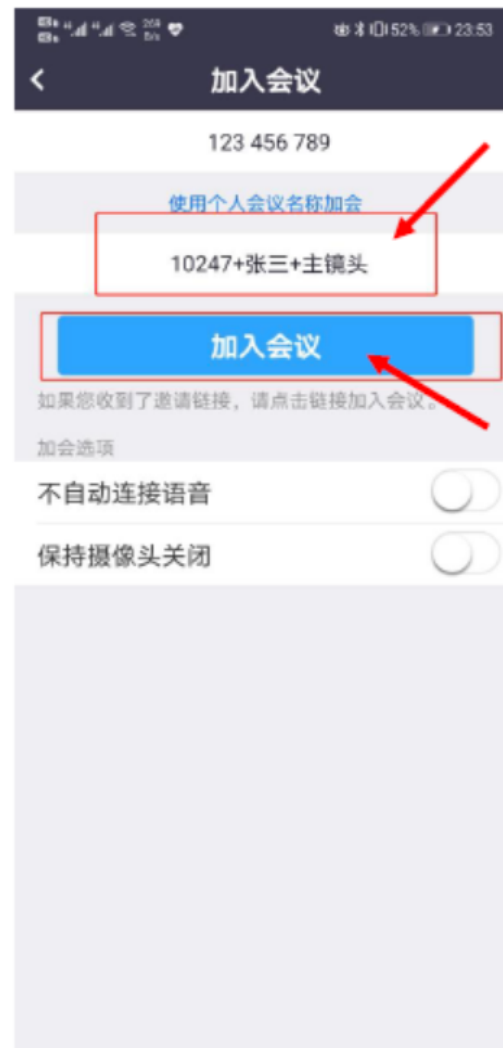 52% 23:53
加入会议
123 456 789
使用个人会议名称加会
10247+张三+主镜头
加入会议
如果您收到了邀请链接，请点击链接加入会议。
加会选项
不自动连接语音
保持摄像头关闭